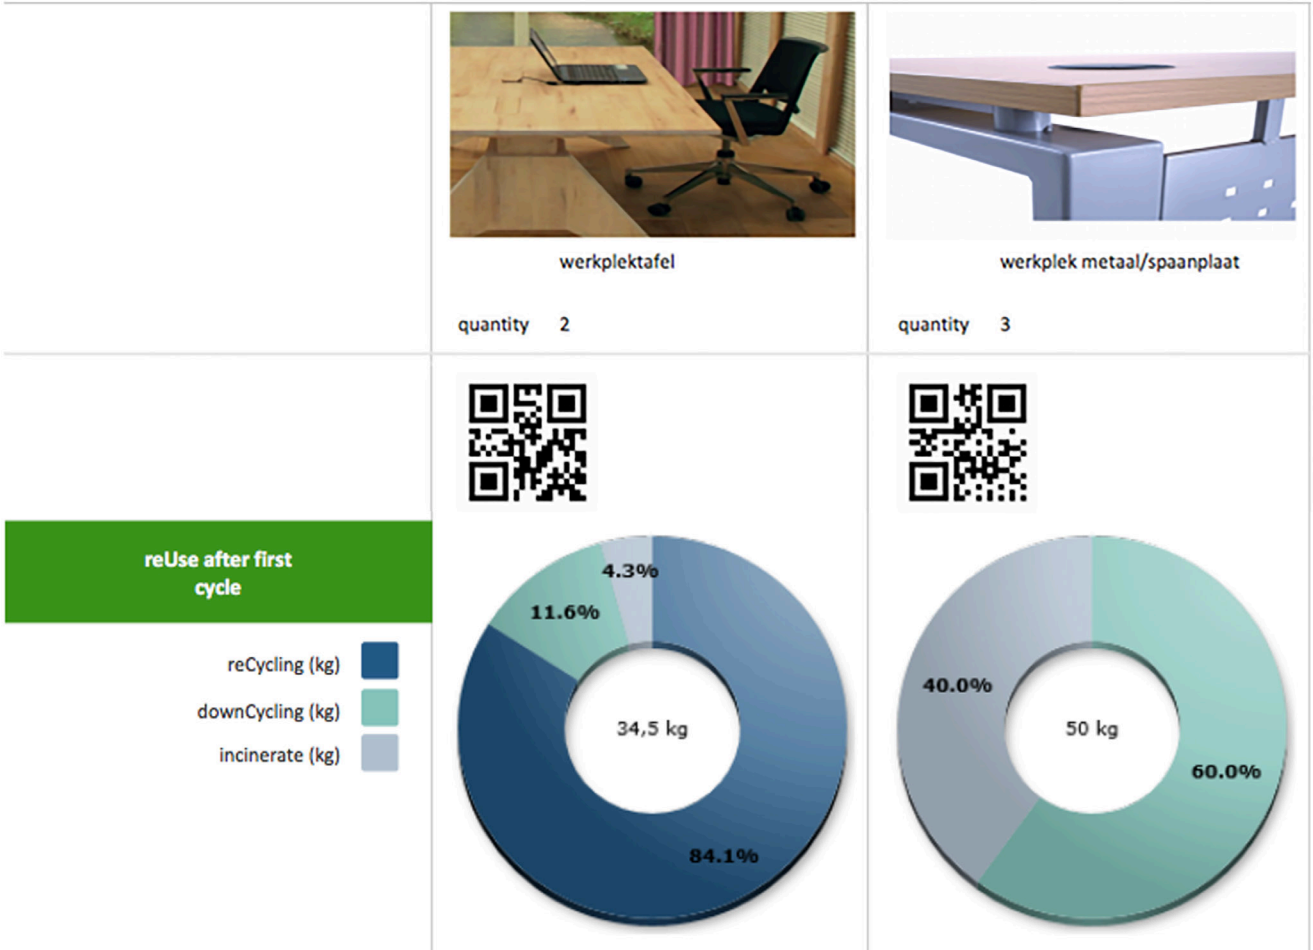 werkplektafel
werkplek metaal/spaanplaat
quantity 2
quantity 3
reUse after first
cycle
reCycling (kg)
downCycling (kg)
incinerate (kg)
4.3%
11.6%
34,5 kg
84.1%
40.0%
50 kg
60.0%